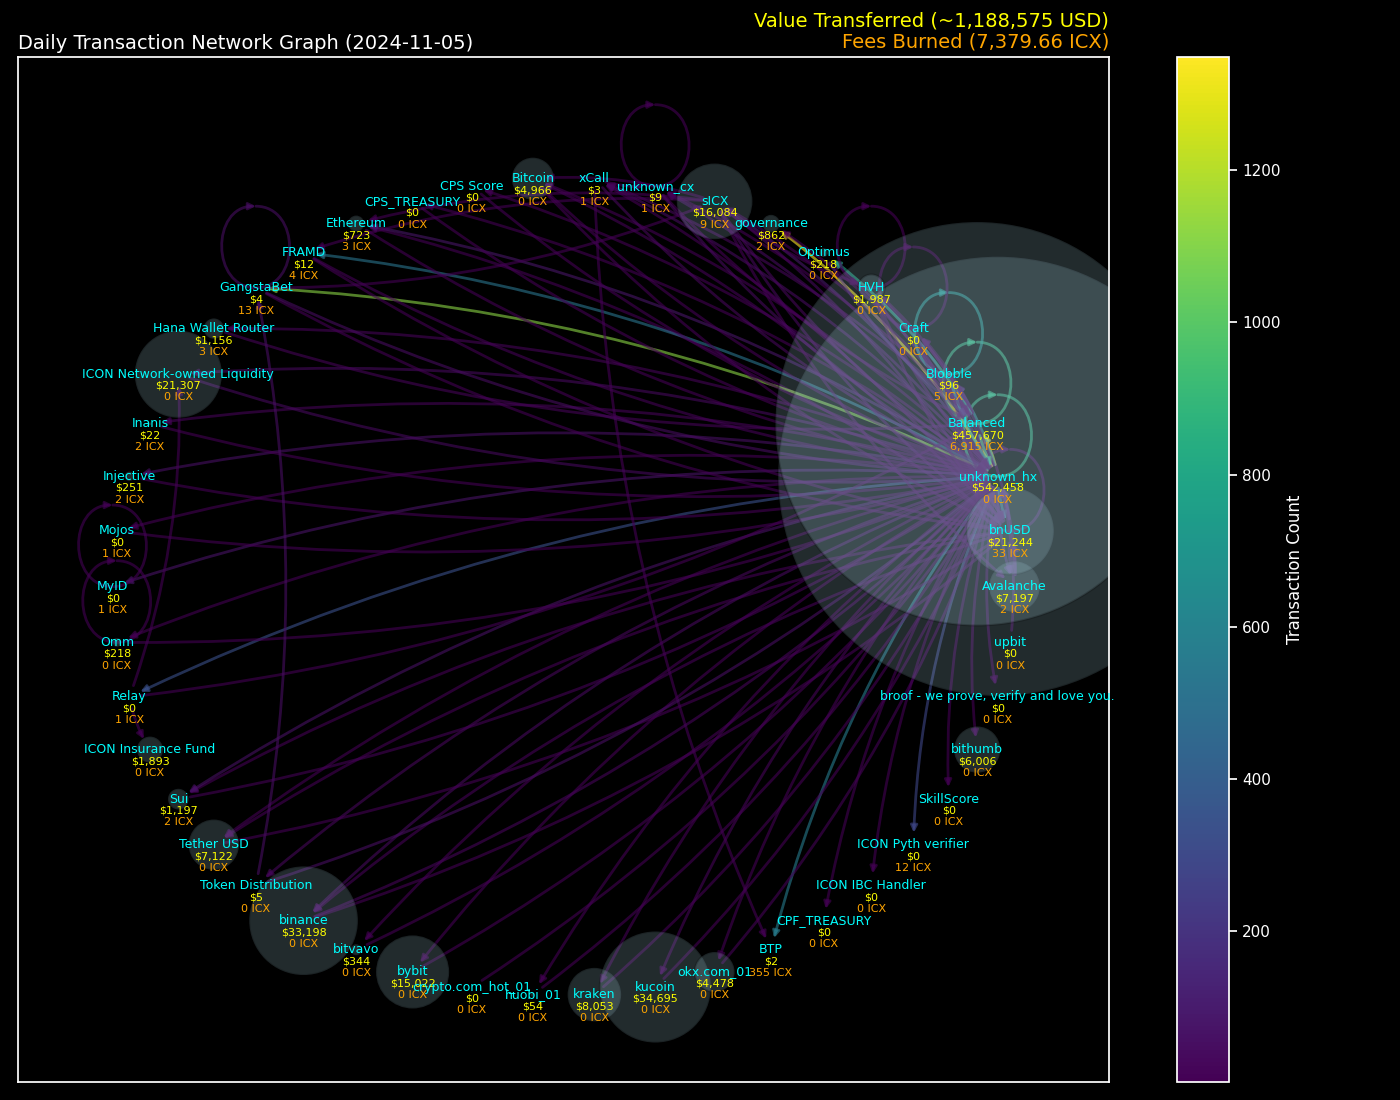 Value Transferred (~1,188,575 USD)
Daily Transaction Network Graph (2024-11-05)
Fees Burned (7,379.66 ICX)
Bitcoin
$4,966
0 ICX
xCall
$3
1 ICX
unknown_cx
$9
1 ICX
sICX
$16,084
9 ICX
CPS Score
$0
0 ICX
CPS_TREASURY
$0
0 ICX
Ethereum
$723
3 ICX
governance
$862
2 ICX
FRAMD
$12
4 ICX
Optimus
$218
0 ICX
GangstaBet
$4
13 ICX
HVH
$1,987
0 ICX
Hana Wallet Router
$1,156
3 ICX
Craft
$0
0 ICX
ICON Network-owned Liquidity
$21,307
0 ICX
Blobble
$96
5 ICX
Inanis
$22
2 ICX
Balanced
$457,670
6,915 ICX
Injective
$251
2 ICX
unknown_hx
$542,458
0 ICX
Mojos
$0
1 ICX
bnUSD
$21,244
33 ICX
MyID
$0
1 ICX
Avalanche
$7,197
2 ICX
Omm
$218
0 ICX
upbit
$0
0 ICX
Relay
$0
1 ICX
broof - we prove, verify and love you.
$0
0 ICX
ICON Insurance Fund
$1,893
0 ICX
bithumb
$6,006
0 ICX
Sui
$1,197
2 ICX
SkillScore
$0
0 ICX
Tether USD
$7,122
0 ICX
ICON Pyth verifier
$0
12 ICX
Token Distribution
$5
0 ICX
ICON IBC Handler
$0
0 ICX
binance
$33,198
0 ICX
CPF_TREASURY
$0
0 ICX
bitvavo
$344
0 ICX
BTP
$2
355 ICX
bybit
$15,022
0 ICX
crypto.com_hot_01
$0
0 ICX
huobi_01
$54
0 ICX
kraken
$8,053
0 ICX
kucoin
$34,695
0 ICX
okx.com_01
$4,478
0 ICX
1200
1000
800
600
400
200
Transaction Count